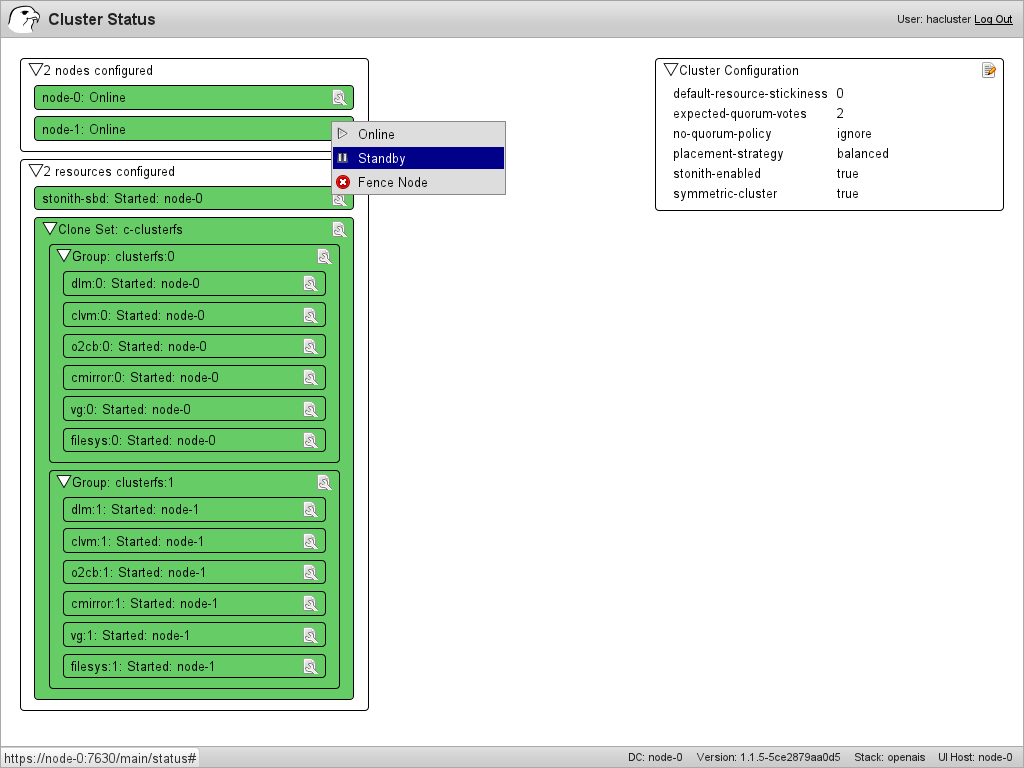 Cluster Status
User: hacluster Log Out
2 nodes configured
node-0: Online
node-1: Online
Online
Standby
Fence Node
2 resources configured
stonith-sbd: Started: node-0
Clone Set: c-clusterfs
Group: clusterfs:0
dlm:0: Started: node-0
clvm:0: Started: node-0
o2cb:0: Started: node-0
cmirror:0: Started: node-0
vg:0: Started: node-0
filesys:0: Started: node-0
Group: clusterfs:1
dlm:1: Started: node-1
clvm:1: Started: node-1
o2cb:1: Started: node-1
cmirror:1: Started: node-1
vg:1: Started: node-1
filesys:1: Started: node-1
Cluster Configuration
default-resource-stickiness 0
expected-quorum-votes 2
no-quorum-policy ignore
placement-strategy balanced
stonith-enabled true
symmetric-cluster true
https://node-0:7630/main/status#
DC: node-0 Version: 1.1.5-5ce2879aa0d5 Stack: openais UI Host: node-0